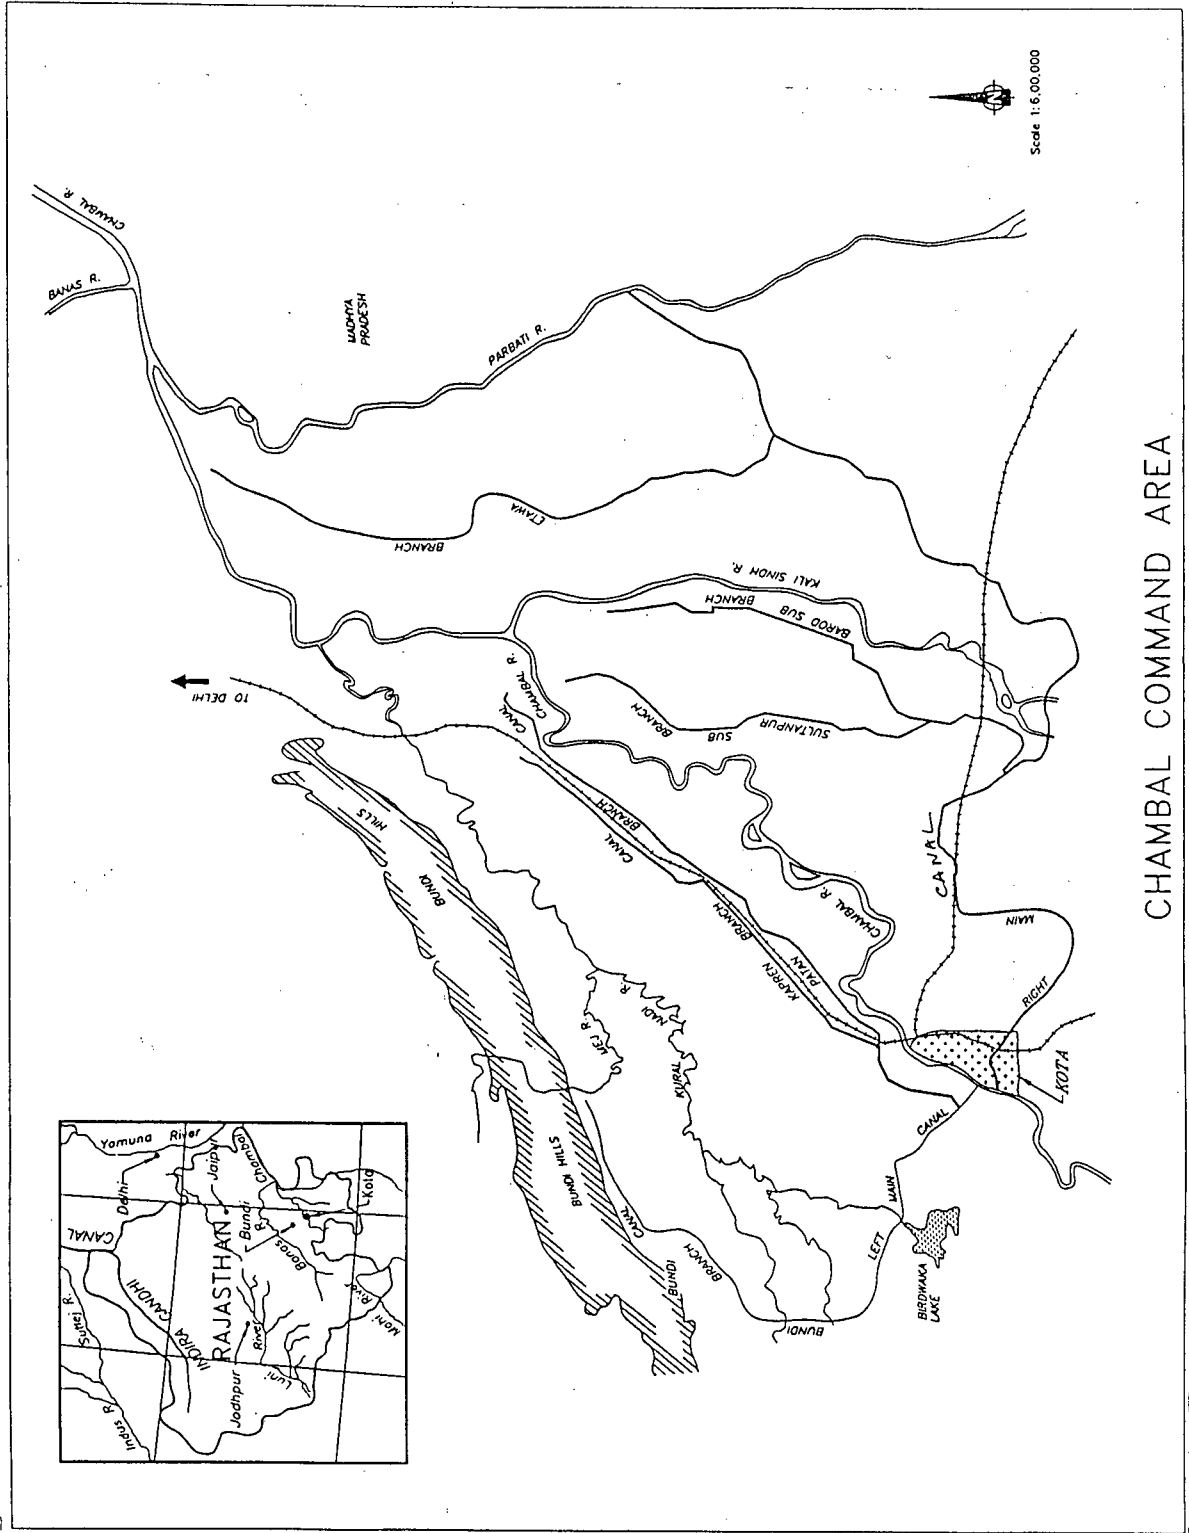 CHAMBAL COMMAND AREA
Scale 1:6,00,000
N
CHAMBAL R.
BANAS R.
MADHYA
PRADESH
PARBATI R.
ETAWA
BRANCH
KALI SINDH R.
BAROD SUB
BRANCH
SULTANPUR
SUB
BRANCH
TO DELHI
CHAMBAL R.
CANAL
HILLS
BUNDI
BRANCH
CANAL
BRANCH
PATAN
KAPREN
CHAMBAL R.
CANAL
MAIN
RIGHT
KOTA
MEJ R.
NADI R.
KURAL
BUNDI HILLS
CANAL
BRANCH
BUNDI
BUNDI
CANAL
MAIN
LEFT
BIRDWAKA
LAKE
Yamuna River
Delhi
Jaipur
Chambal
Kota
Bundi
R.
Banas
RAJASTHAN
CANAL
GANDHI
INDIRA
Sutlej R.
Indus R.
Jodhpur
River
Luni
River
Mahi